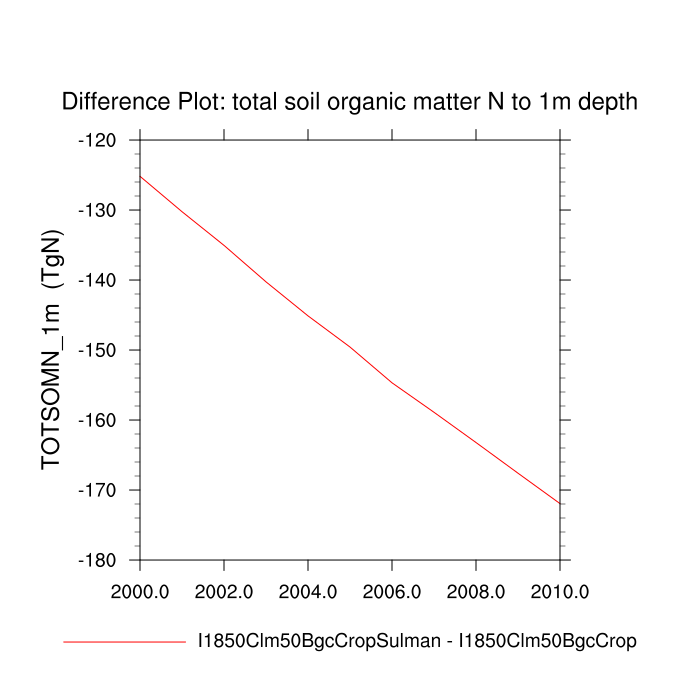 Difference Plot: total soil organic matter N to 1m depth
TOTSOMN_1m (TgN)
-120
-130
-140
-150
-160
-170
-180
2000.0 2002.0 2004.0 2006.0 2008.0 2010.0
I1850Clm50BgcCropSulman - I1850Clm50BgcCrop